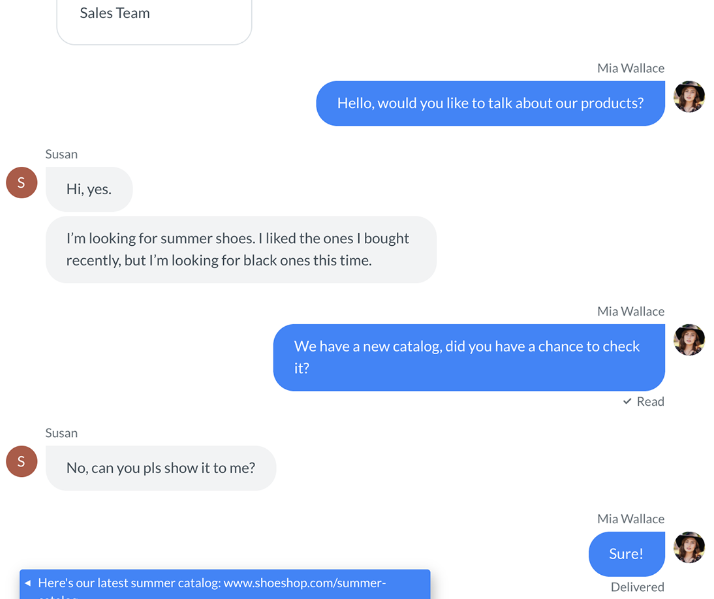 Sales Team
Mia Wallace
Hello, would you like to talk about our products?
Susan
S
Hi, yes.
I'm looking for summer shoes. I liked the ones I bought
recently, but I'm looking for black ones this time.
Mia Wallace
We have a new catalog, did you have a chance to check
it?
Read
Susan
S
No, can you pls show it to me?
Mia Wallace
Sure!
Delivered
Here's our latest summer catalog: www.shoeshop.com/summer-